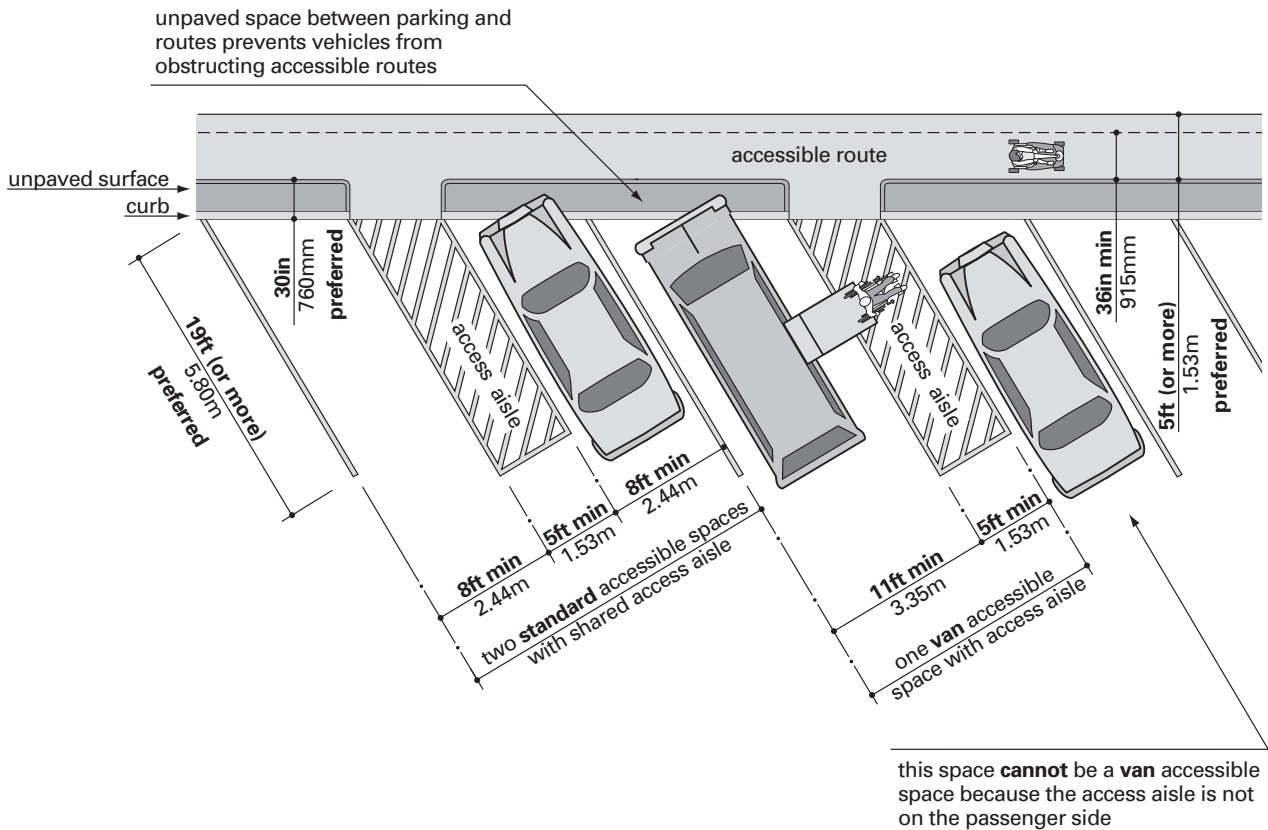 unpaved space between parking and
routes prevents vehicles from
obstructing accessible routes
accessible route
unpaved surface
curb
30in
760mm
preferred
36in min
915mm
5ft (or more)
1.53m
preferred
19ft (or more)
5.80m
preferred
access aisle
access aisle
8ft min
2.44m
5ft min
1.53m
8ft min
2.44m
two standard accessible spaces
with shared access aisle
11ft min
3.35m
5ft min
1.53m
one van accessible
space with access aisle
this space cannot be a van accessible
space because the access aisle is not
on the passenger side